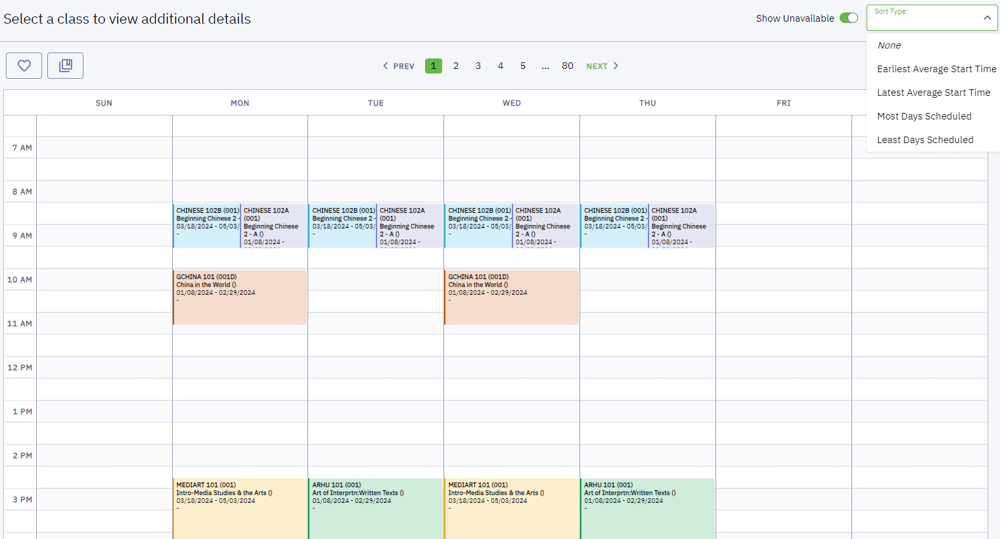 Select a class to view additional details
Show Unavailable
Sort Type:
None
Earliest Average Start Time
Latest Average Start Time
Most Days Scheduled
Least Days Scheduled
PREV 1 2 3 4 5 ... 80 NEXT
SUN MON TUE WED THU FRI
7 AM
8 AM
CHINESE 102B (001)
Beginning Chinese 2 -
03/18/2024 - 05/03/
-
CHINESE 102A
(001)
Beginning Chinese
2 - A ()
01/08/2024 -
CHINESE 102B (001)
Beginning Chinese 2 -
03/18/2024 - 05/03/
-
CHINESE 102A
(001)
Beginning Chinese
2 - A ()
01/08/2024 -
CHINESE 102B (001)
Beginning Chinese 2 -
03/18/2024 - 05/03/
-
CHINESE 102A
(001)
Beginning Chinese
2 - A ()
01/08/2024 -
CHINESE 102B (001)
Beginning Chinese 2 -
03/18/2024 - 05/03/
-
CHINESE 102A
(001)
Beginning Chinese
2 - A ()
01/08/2024 -
9 AM
10 AM
GCHINA 101 (001D)
China in the World ()
01/08/2024 - 02/29/2024
-
GCHINA 101 (001D)
China in the World ()
01/08/2024 - 02/29/2024
-
11 AM
12 PM
1 PM
2 PM
MEDIART 101 (001)
Intro-Media Studies & the Arts ()
03/18/2024 - 05/03/2024
-
ARHU 101 (001)
Art of Interprtn:Written Texts ()
01/08/2024 - 02/29/2024
-
MEDIART 101 (001)
Intro-Media Studies & the Arts ()
03/18/2024 - 05/03/2024
-
ARHU 101 (001)
Art of Interprtn:Written Texts ()
01/08/2024 - 02/29/2024
-
3 PM